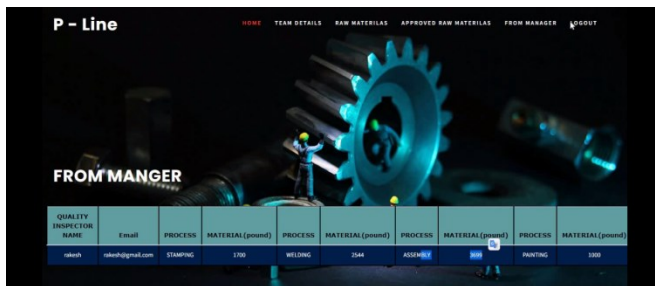 P – Line
HOME TEAM DETAILS RAW MATERILAS APPROVED RAW MATERILAS FROM MANAGER LOGOUT
FROM MANGER
QUALITY INSPECTOR NAME Email PROCESS MATERIAL(pound) PROCESS MATERIAL(pound) PROCESS MATERIAL(pound) PROCESS MATERIAL(pound)
rakesh rakesh@gmail.com STAMPING 1700 WELDING 2544 ASSEMBLY PAINTING 1000